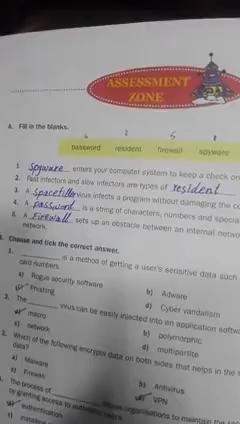 ASSESSMENT
ZONE
A. Fill in the blanks.
password resident firewall spyware
1. Spyware enters your computer system to keep a check on
2. Fast infectors and slow infectors are types of resident
3. A Spacefiller virus infects a program without damaging the
4. A password is a string of characters, numbers and special
5. A Firewall sets up an obstacle between an internal
network.
Choose and tick the correct answer.
1. is a method of getting a user's sensitive data such
card numbers.
a) Rogue security software
b) Adware
Phishing
d) Cyber vandalism
2. The virus can be easily injected into an application
macro
b) polymorphic
c) network
d) multipartite
3. Which of the following encrypts data on both sides that helps in the
data?
a) Malware
b) Antivirus
c) Firewall
VPN
The process of organisations to maintain the
by granting access to
authentication